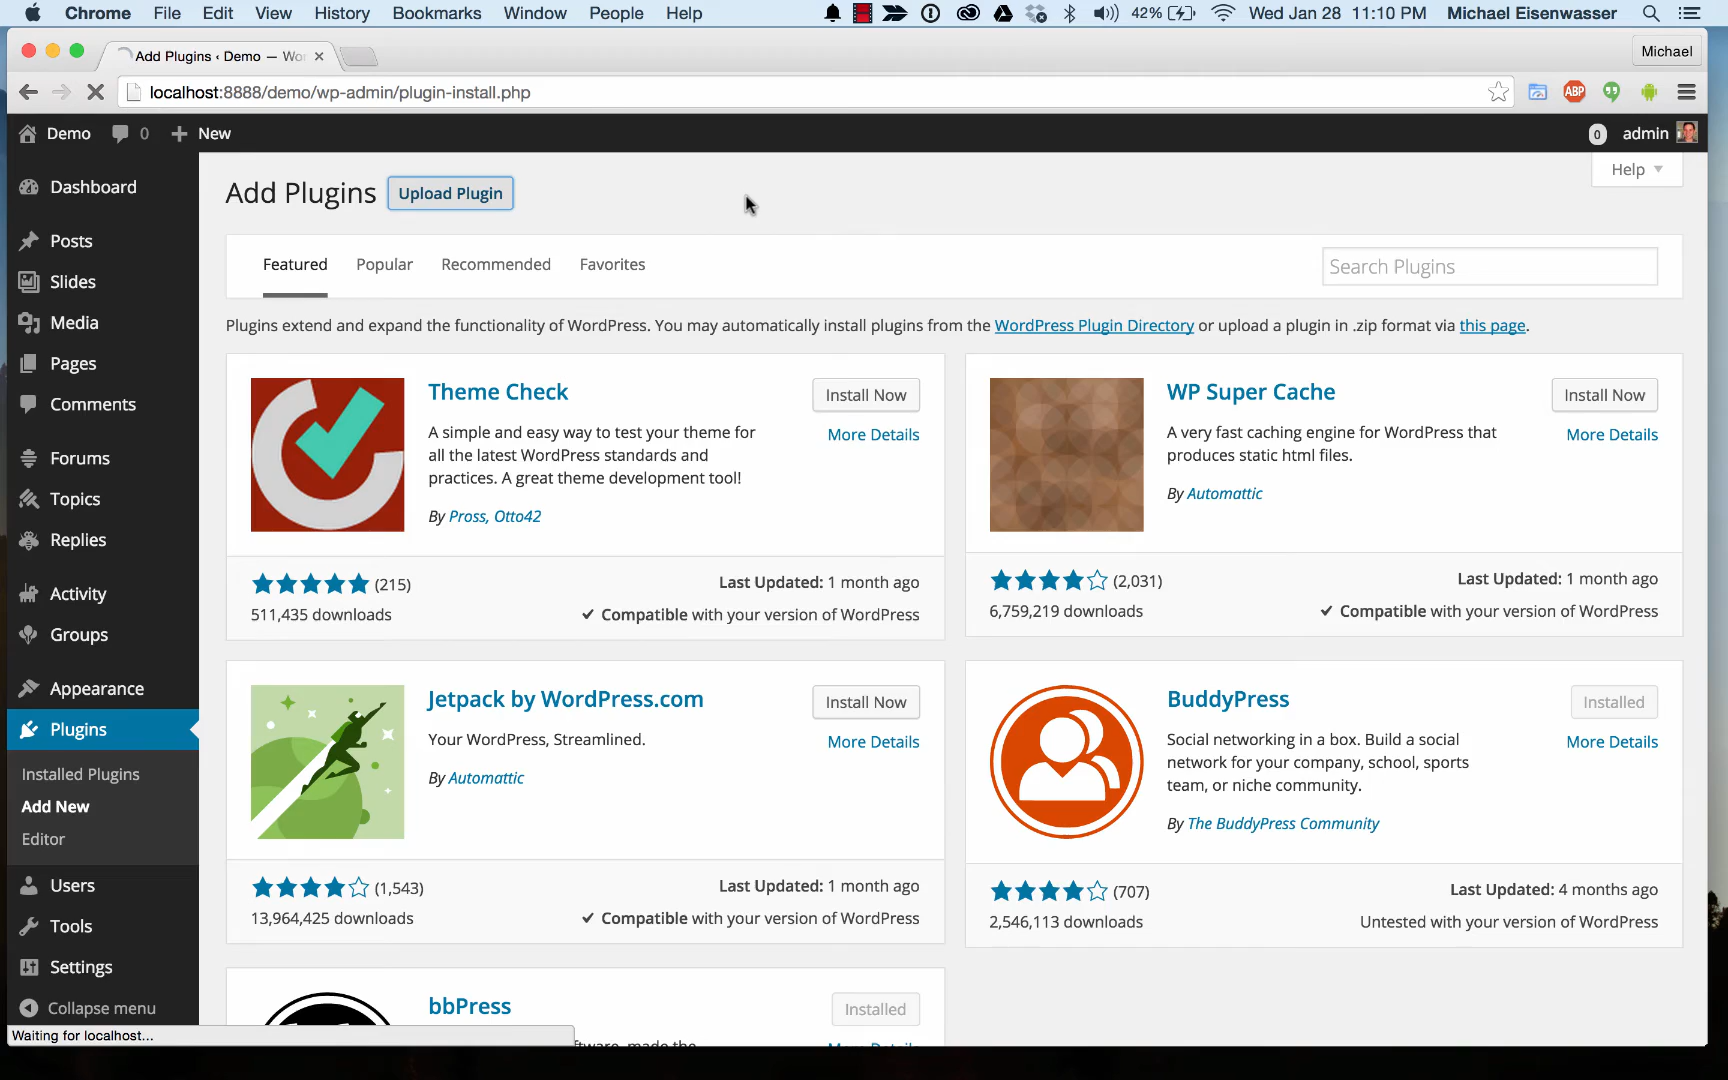 Chrome File Edit View History Bookmarks Window People Help 42% Wed Jan 28 11:10 PM Michael Eisenwasser
Add Plugins ‹ Demo — Wor
Michael
localhost:8888/demo/wp-admin/plugin-install.php
ABP
Demo 0 New 0 admin
Help
Dashboard
Posts
Slides
Media
Pages
Comments
Forums
Topics
Replies
Activity
Groups
Appearance
Plugins
Installed Plugins
Add New
Editor
Users
Tools
Settings
Collapse menu
Waiting for localhost...
Add Plugins Upload Plugin
Featured Popular Recommended Favorites Search Plugins
Plugins extend and expand the functionality of WordPress. You may automatically install plugins from the WordPress Plugin Directory or upload a plugin in .zip format via this page.
Theme Check
Install Now
More Details
A simple and easy way to test your theme for
all the latest WordPress standards and
practices. A great theme development tool!
By Pross, Otto42
(215)
Last Updated: 1 month ago
511,435 downloads
✔ Compatible with your version of WordPress
WP Super Cache
Install Now
More Details
A very fast caching engine for WordPress that
produces static html files.
By Automattic
(2,031)
Last Updated: 1 month ago
6,759,219 downloads
✔ Compatible with your version of WordPress
Jetpack by WordPress.com
Install Now
More Details
Your WordPress, Streamlined.
By Automattic
(1,543)
Last Updated: 1 month ago
13,964,425 downloads
✔ Compatible with your version of WordPress
BuddyPress
Installed
More Details
Social networking in a box. Build a social
network for your company, school, sports
team, or niche community.
By The BuddyPress Community
(707)
Last Updated: 4 months ago
2,546,113 downloads
Untested with your version of WordPress
bbPress
Installed
made the
More Details